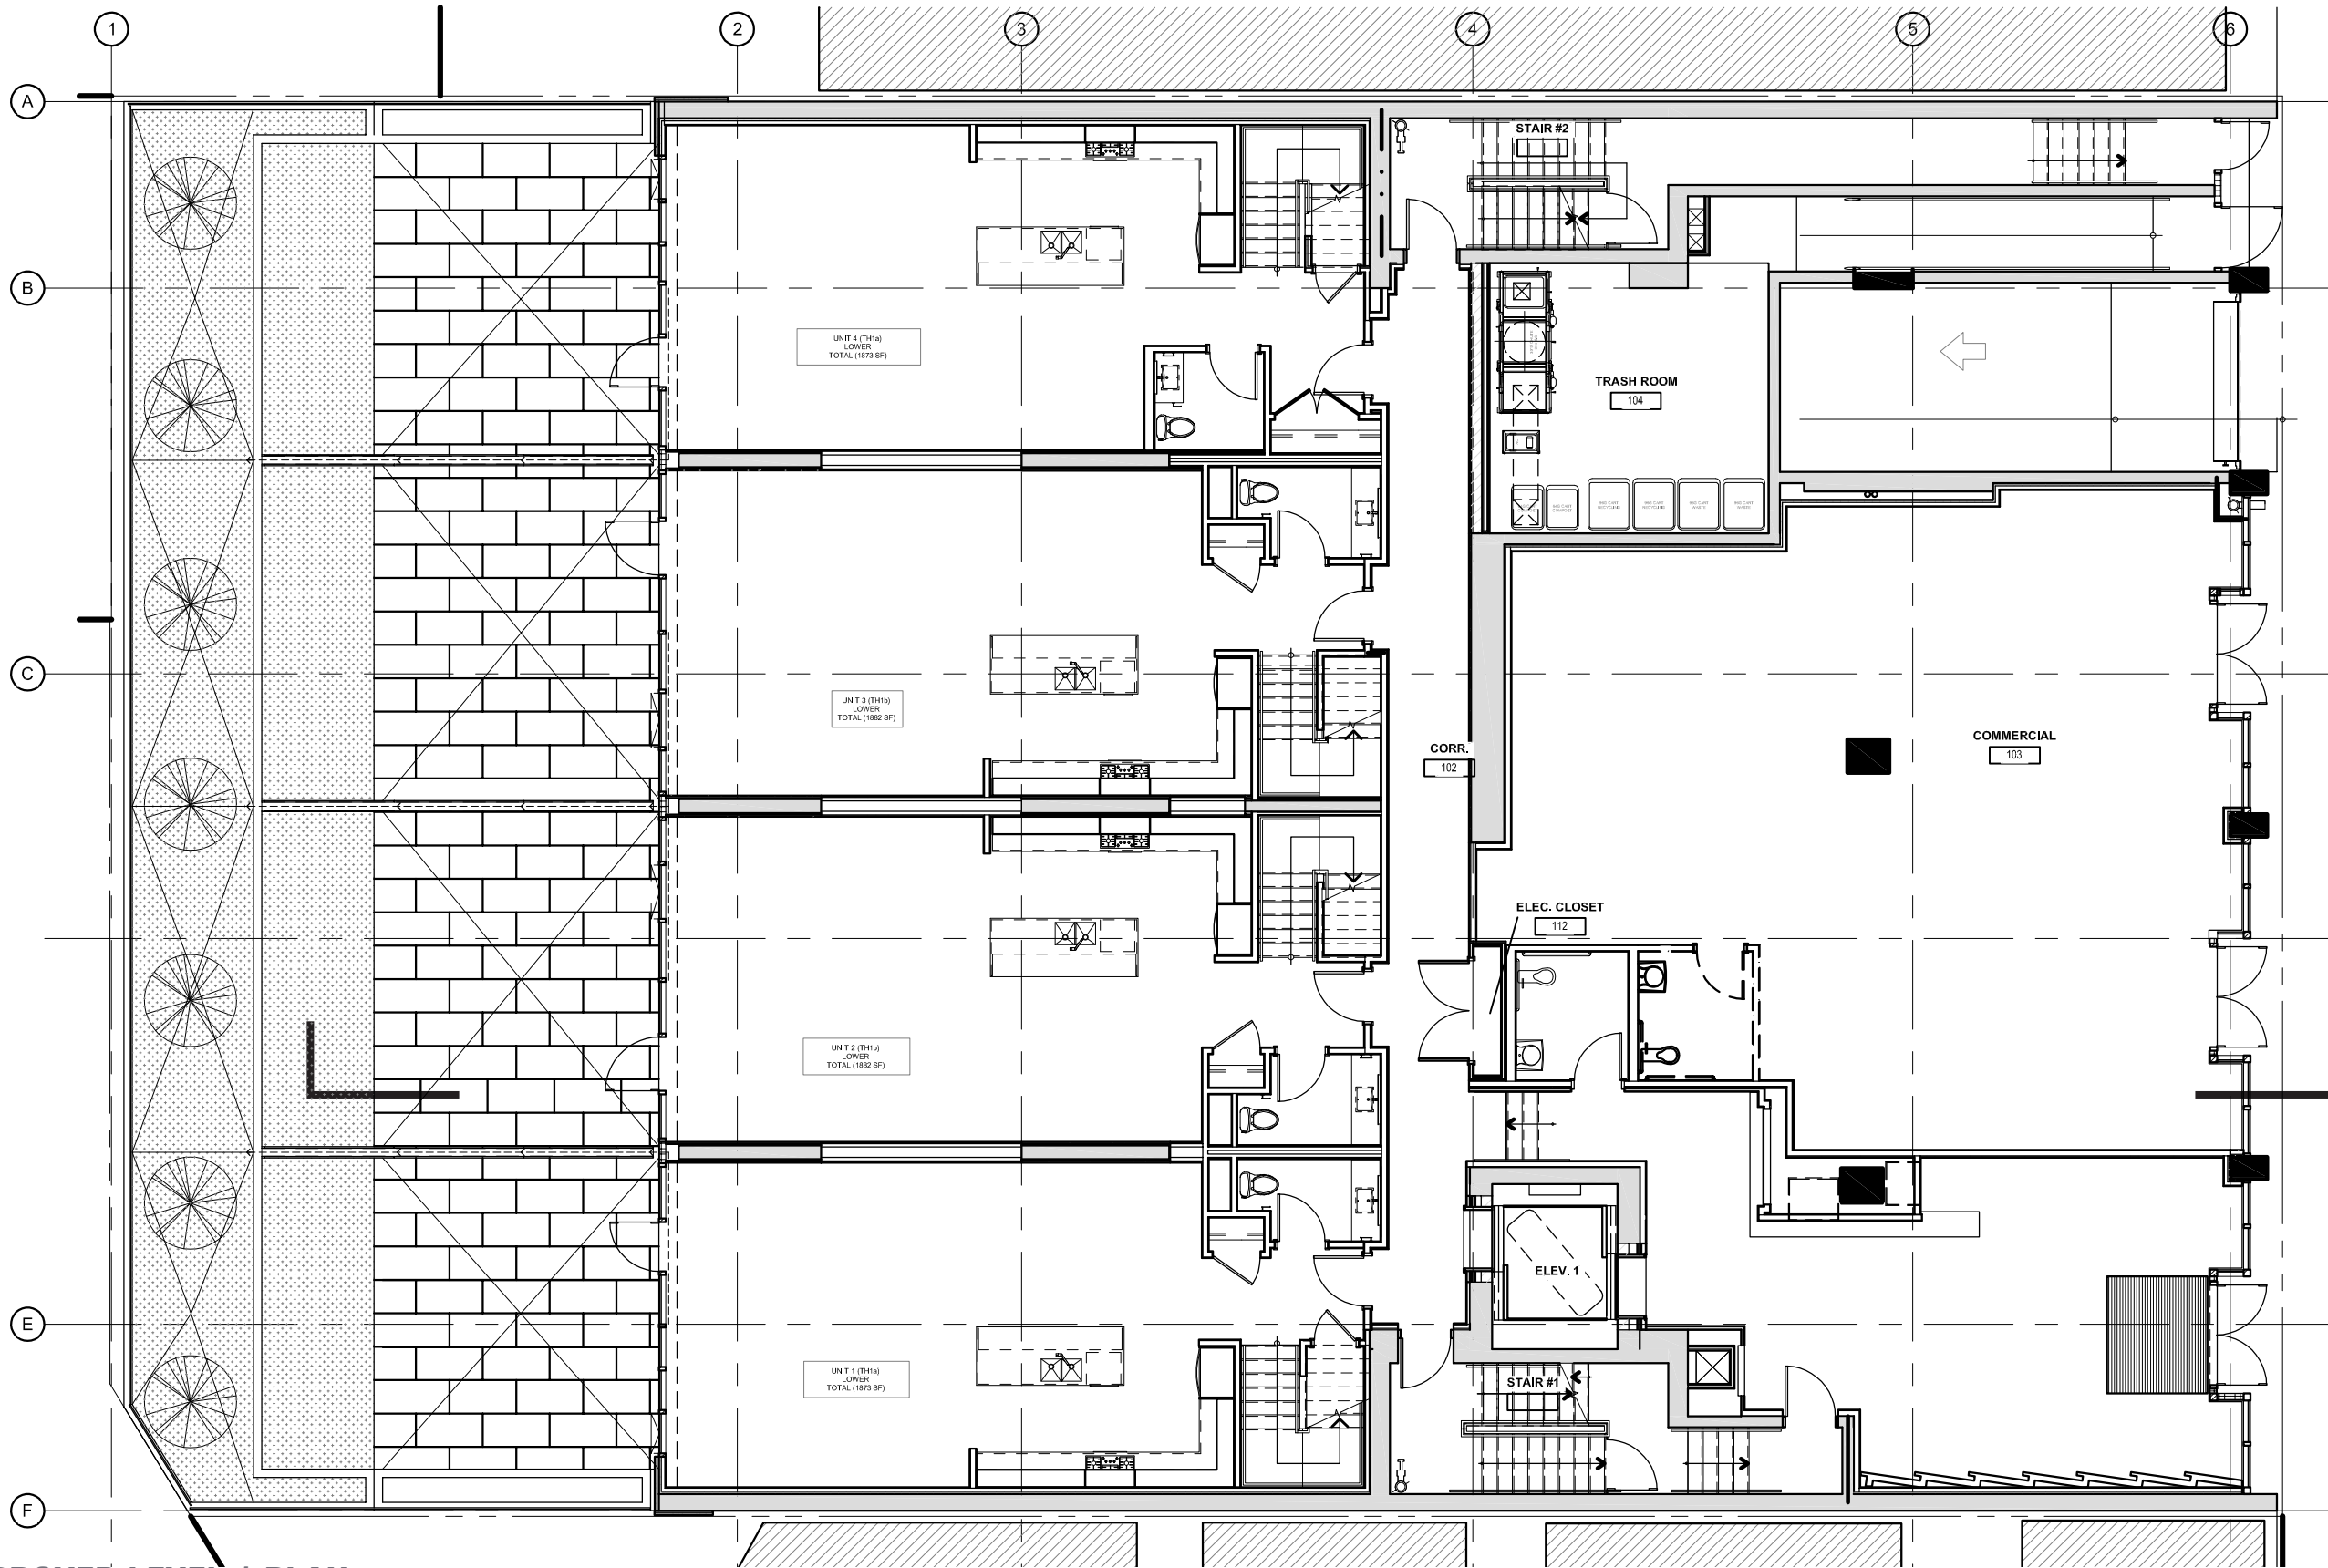 1
2
3
4
5
6
A
B
C
E
F
STAIR #2
UNIT 4 (TH1a)
LOWER
TOTAL (1873 SF)
TRASH ROOM
104
UNIT 3 (TH1b)
LOWER
TOTAL (1882 SF)
CORR.
102
COMMERCIAL
103
ELEC. CLOSET
112
UNIT 2 (TH1b)
LOWER
TOTAL (1882 SF)
ELEV. 1
UNIT 1 (TH1a)
LOWER
TOTAL (1873 SF)
STAIR #1